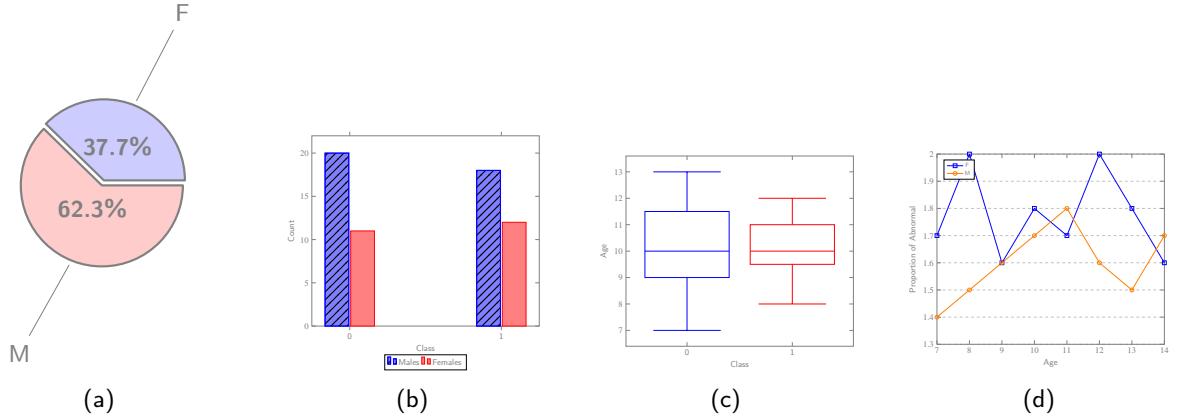 F
37.7%
62.3%
M
(a)
20
15
10
5
0
Count
0
1
Class
Males
Females
(b)
13
12
11
10
9
8
7
Age
0
1
Class
(c)
2
1.9
1.8
1.7
1.6
1.5
1.4
1.3
Proportion of Abnormal
F
M
7
8
9
10
11
12
13
14
Age
(d)